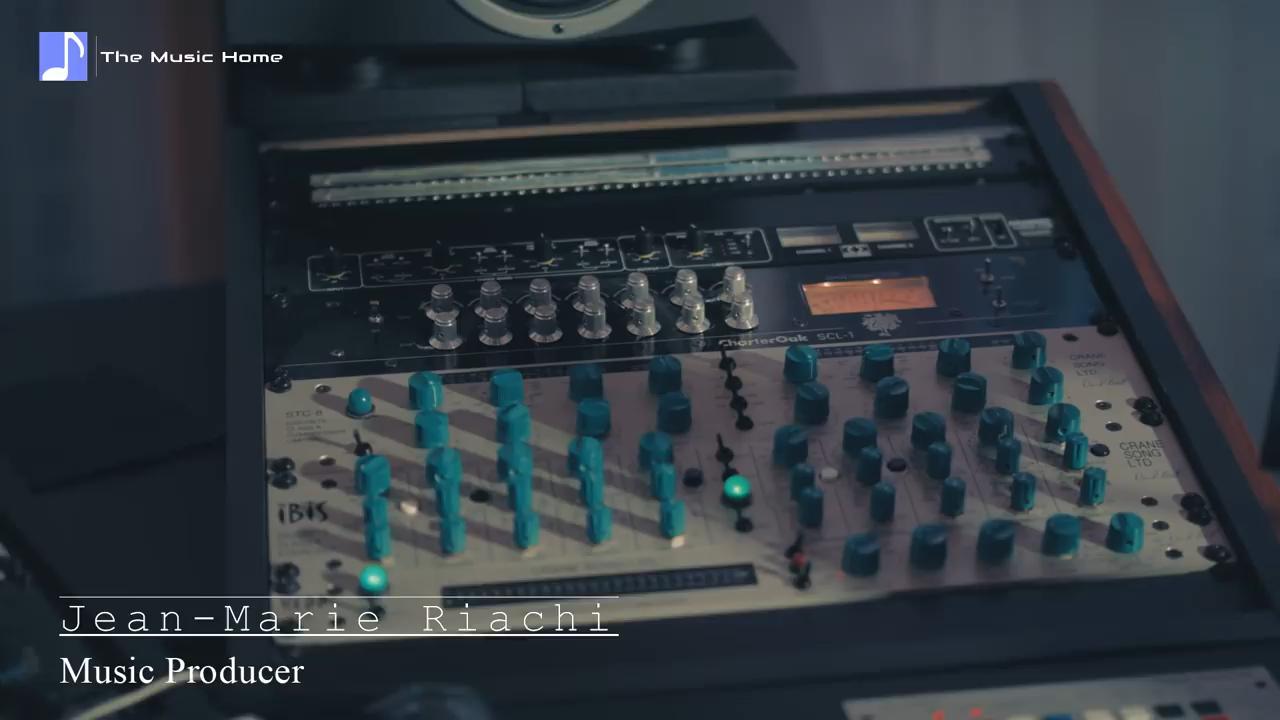 The Music Home
CharterOak SCL-1
STC-8
CRANE
SONG
LTD
CRANE
SONG
LTD
iBiS
Jean-Marie Riachi
Music Producer